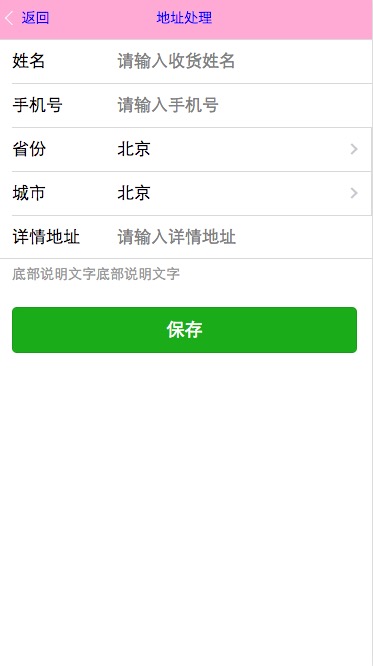 返回 地址处理
姓名 请输入收货姓名
手机号 请输入手机号
省份 北京
城市 北京
详情地址 请输入详情地址
底部说明文字底部说明文字
保存